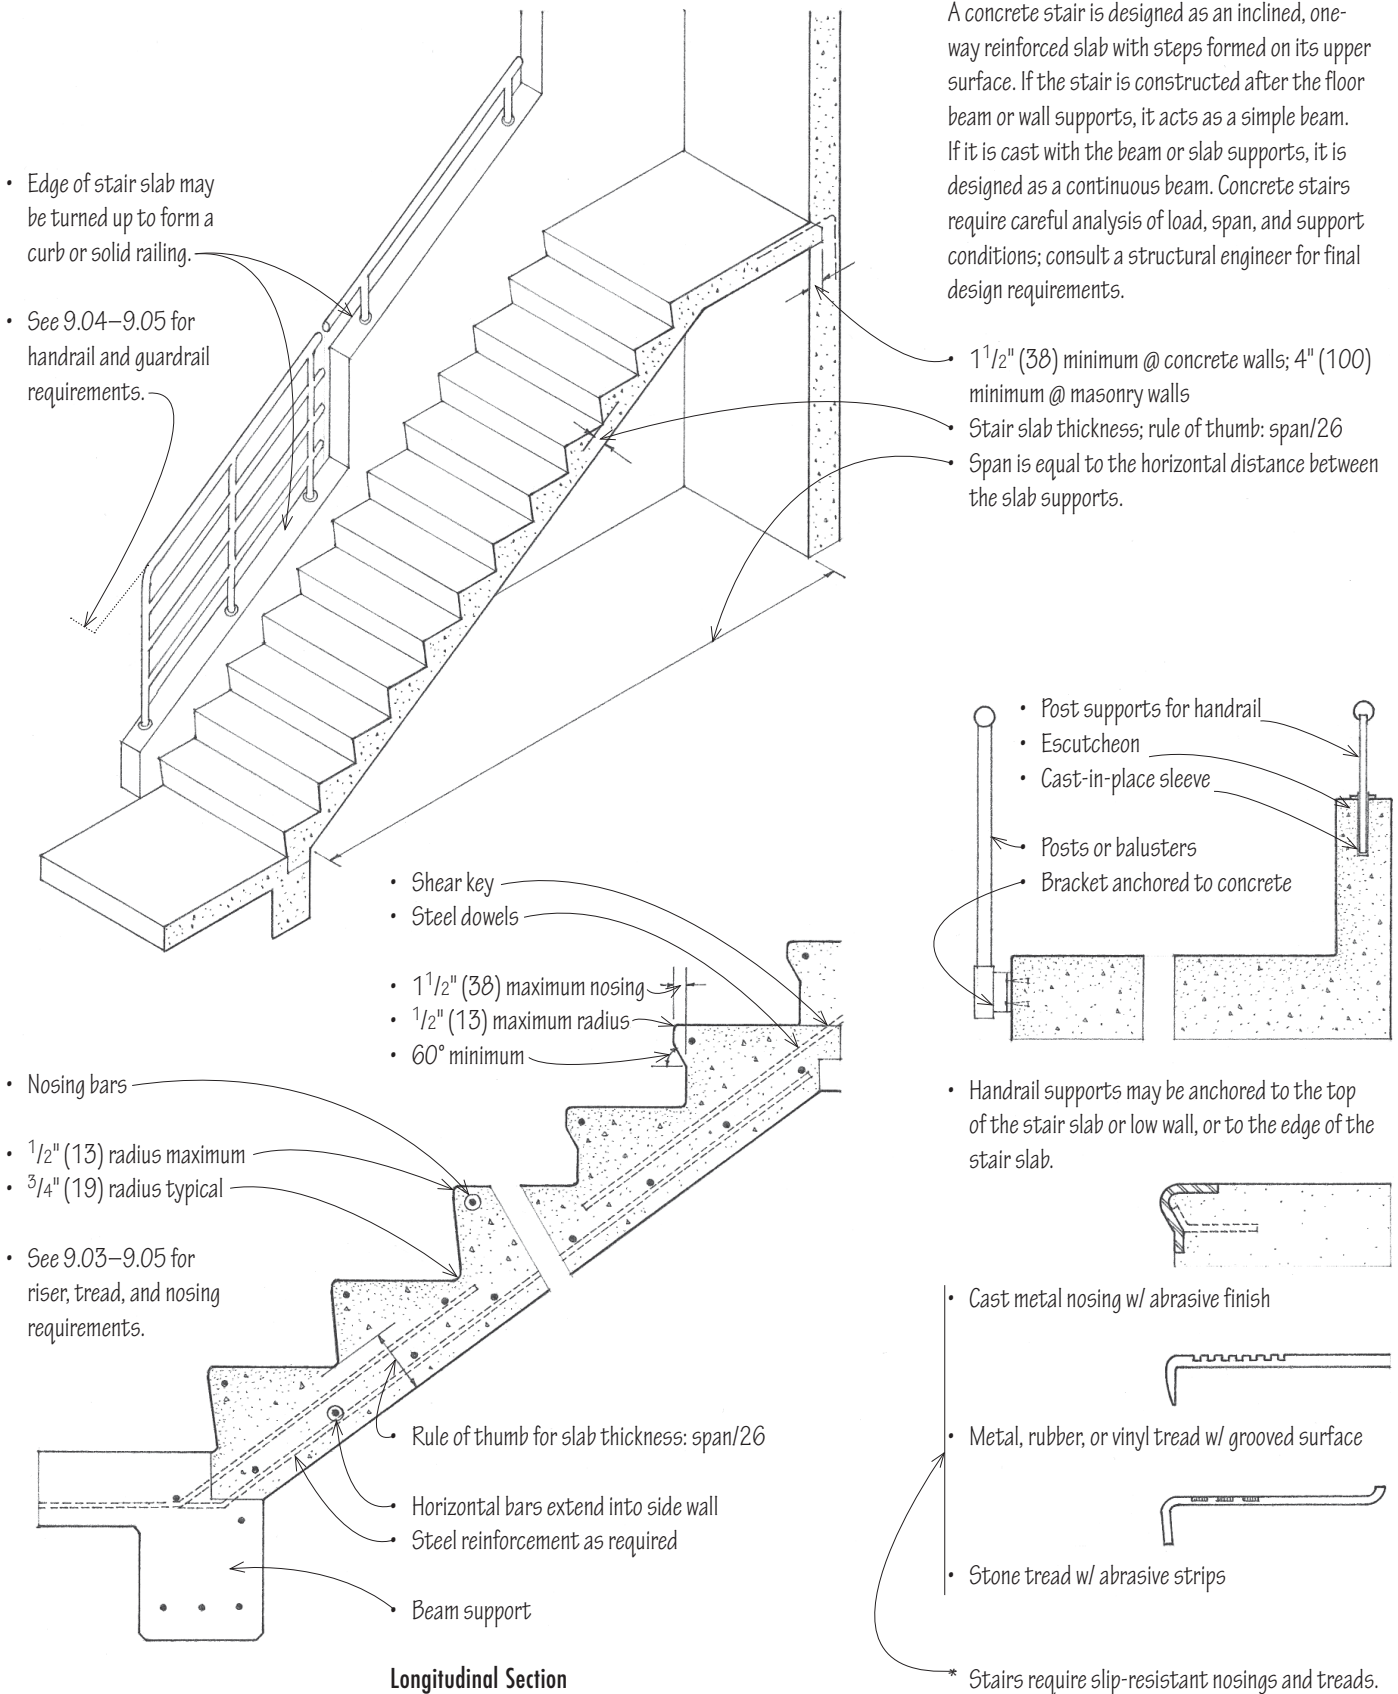 A concrete stair is designed as an inclined, one-
way reinforced slab with steps formed on its upper
surface. If the stair is constructed after the floor
beam or wall supports, it acts as a simple beam.
If it is cast with the beam or slab supports, it is
designed as a continuous beam. Concrete stairs
require careful analysis of load, span, and support
conditions; consult a structural engineer for final
design requirements.
• Edge of stair slab may
be turned up to form a
curb or solid railing.
• See 9.04–9.05 for
handrail and guardrail
requirements.
• 1 1/2" (38) minimum @ concrete walls; 4" (100)
minimum @ masonry walls
• Stair slab thickness; rule of thumb: span/26
• Span is equal to the horizontal distance between
the slab supports.
• Post supports for handrail
• Escutcheon
• Cast-in-place sleeve
• Posts or balusters
• Bracket anchored to concrete
• Shear key
• Steel dowels
• 1 1/2" (38) maximum nosing
• 1/2" (13) maximum radius
• 60° minimum
• Nosing bars
• 1/2" (13) radius maximum
• 3/4" (19) radius typical
• See 9.03–9.05 for
riser, tread, and nosing
requirements.
• Handrail supports may be anchored to the top
of the stair slab or low wall, or to the edge of the
stair slab.
• Cast metal nosing w/ abrasive finish
• Metal, rubber, or vinyl tread w/ grooved surface
• Stone tread w/ abrasive strips
• Rule of thumb for slab thickness: span/26
• Horizontal bars extend into side wall
• Steel reinforcement as required
• Beam support
Longitudinal Section
* Stairs require slip-resistant nosings and treads.